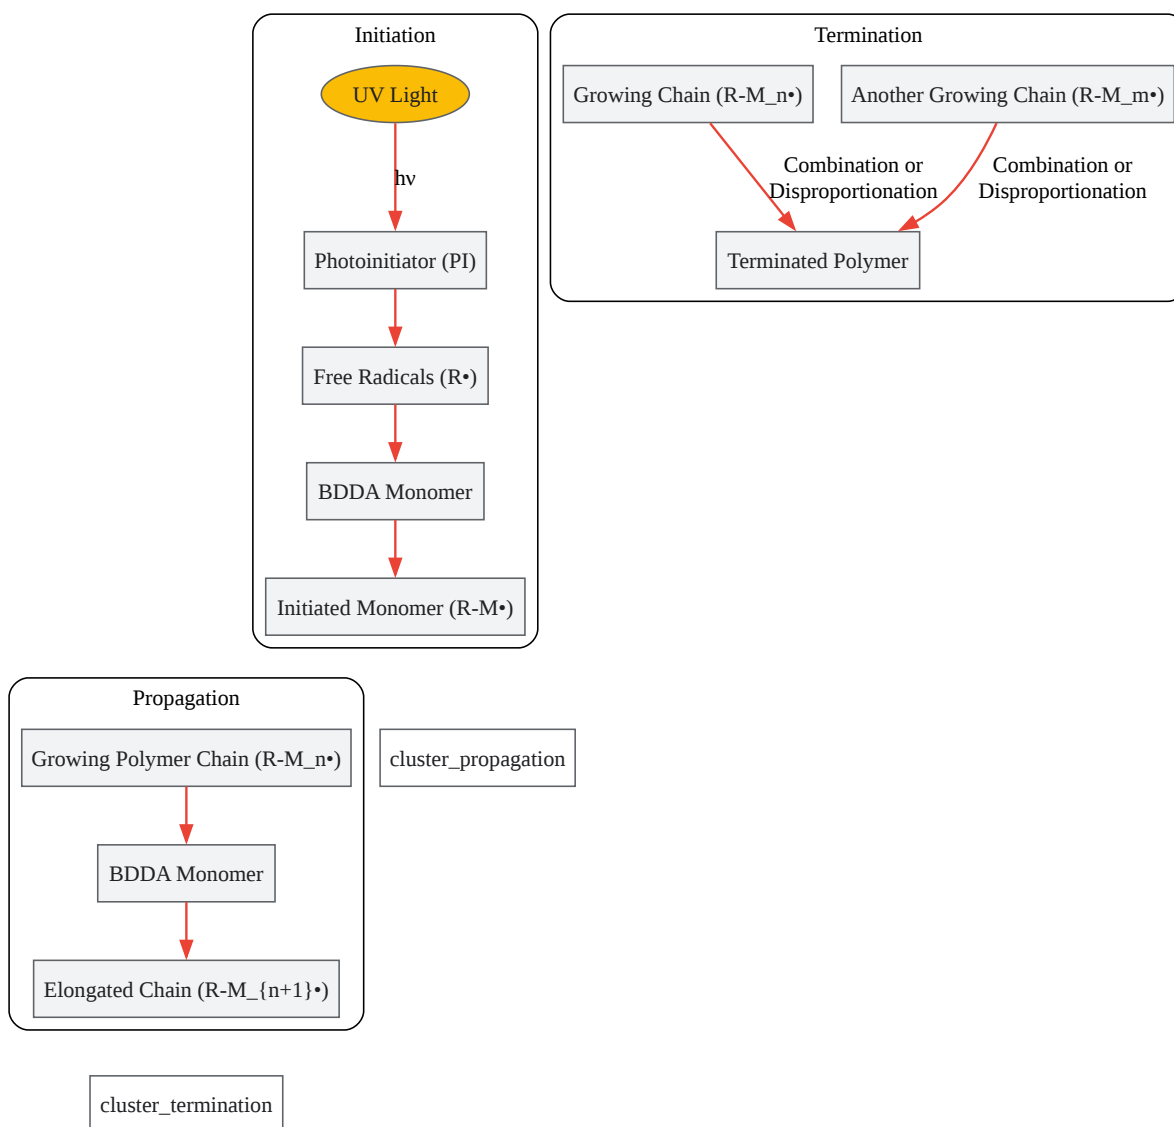 Initiation
UV Light
hν
Photoinitiator (PI)
Free Radicals (R•)
BDDA Monomer
Initiated Monomer (R-M•)
Termination
Growing Chain (R-M_n•)
Another Growing Chain (R-M_m•)
Combination or
Disproportionation
Combination or
Disproportionation
Terminated Polymer
Propagation
Growing Polymer Chain (R-M_n•)
BDDA Monomer
Elongated Chain (R-M_{n+1}•)
cluster_propagation
cluster_termination